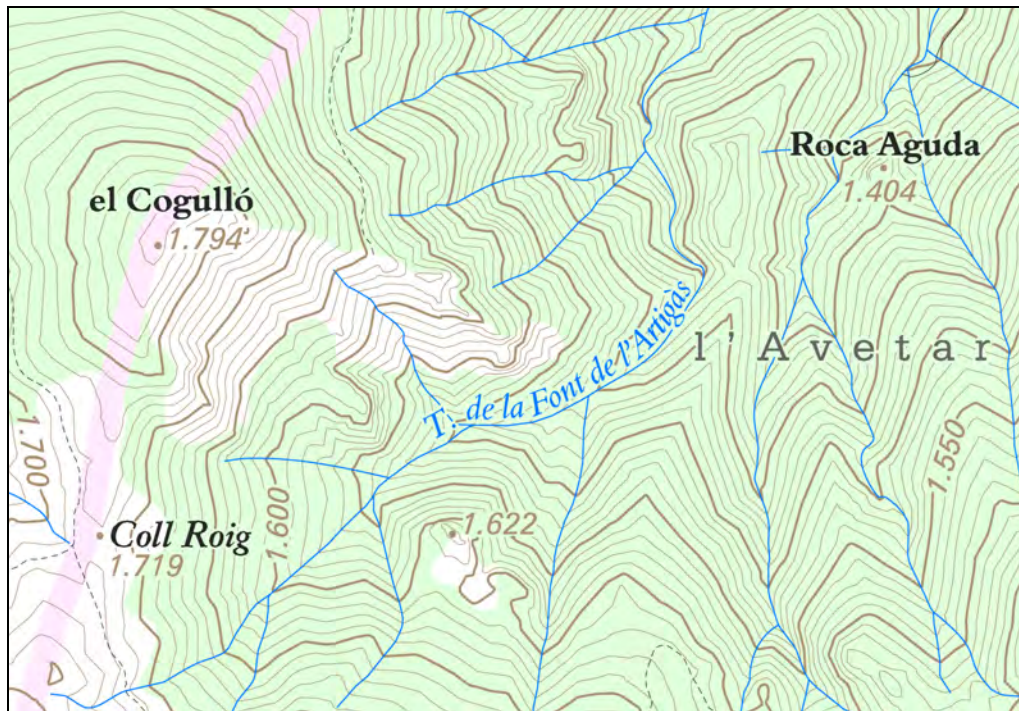 Roca Aguda
1.404
el Cogulló
1.794
T. de la Font de l'Artigàs
l'Avetar
1.700
1.550
1.600
1.622
Coll Roig
1.719